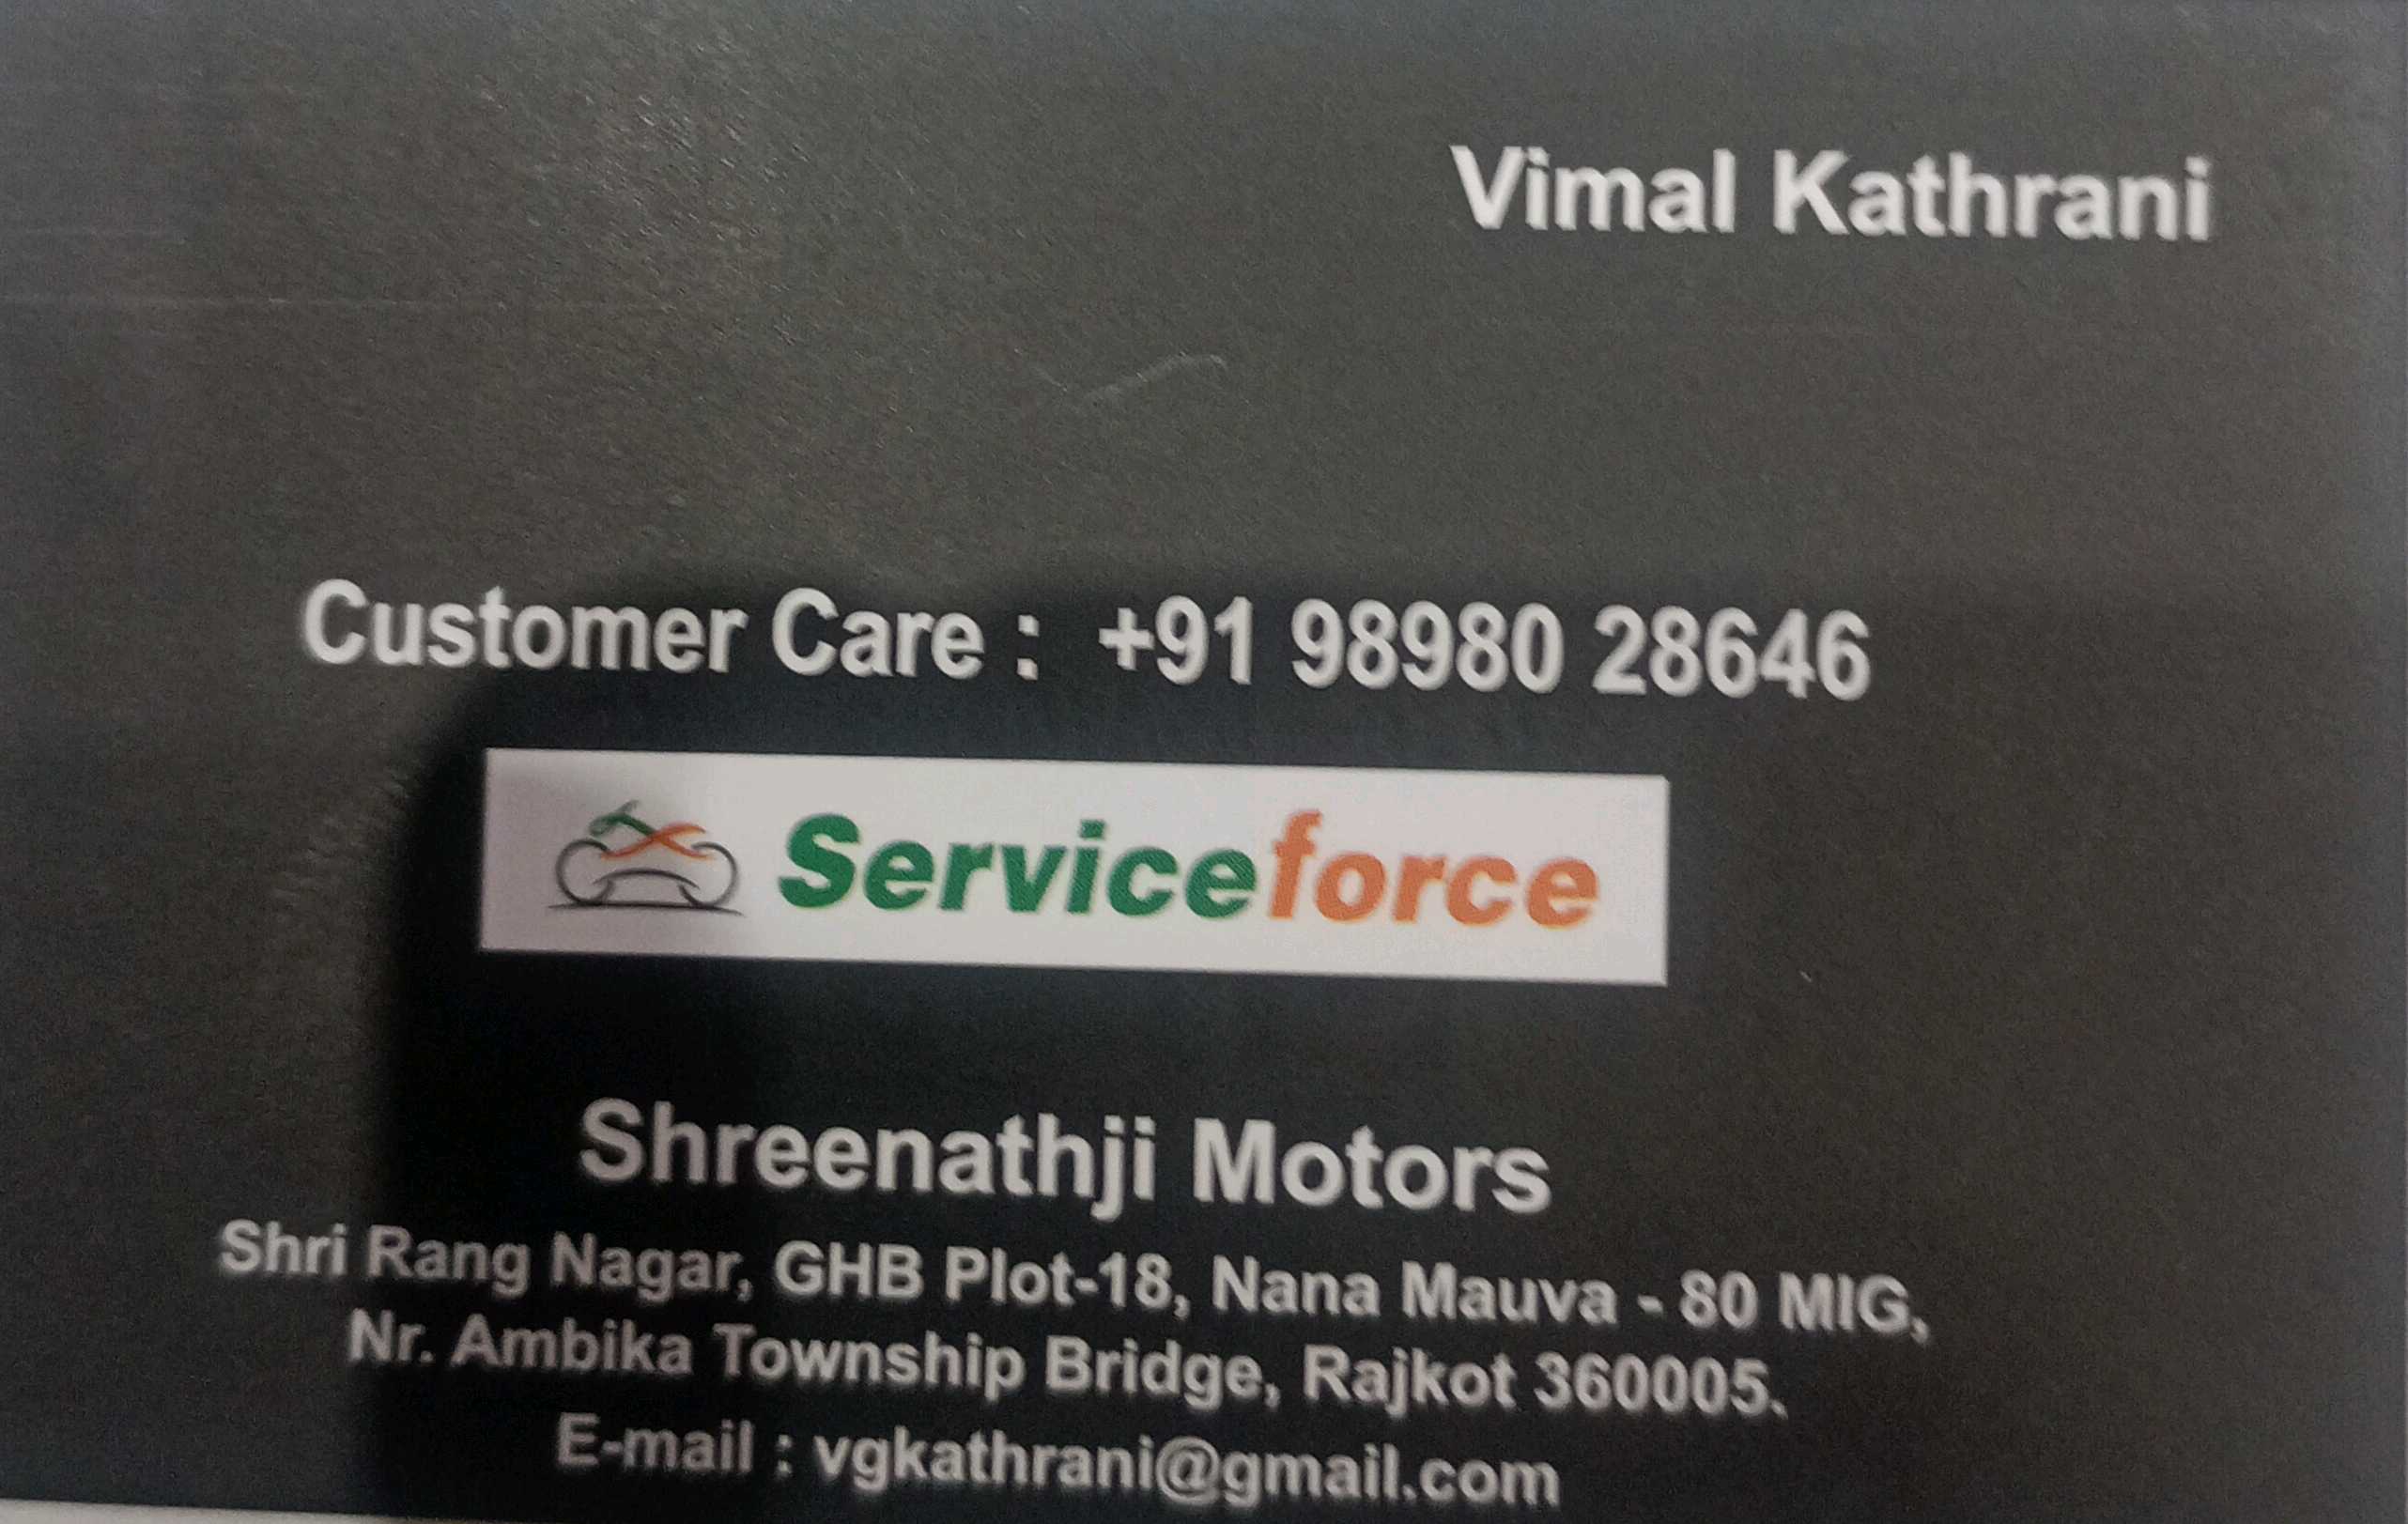 Vimal Kathrani
Customer Care : +91 98980 28646
Serviceforce
Shreenathji Motors
Shri Rang Nagar, GHB Plot-18, Nana Mauva - 80 MIG,
Nr. Ambika Township Bridge, Rajkot 360005.
E-mail : vgkathrani@gmail.com